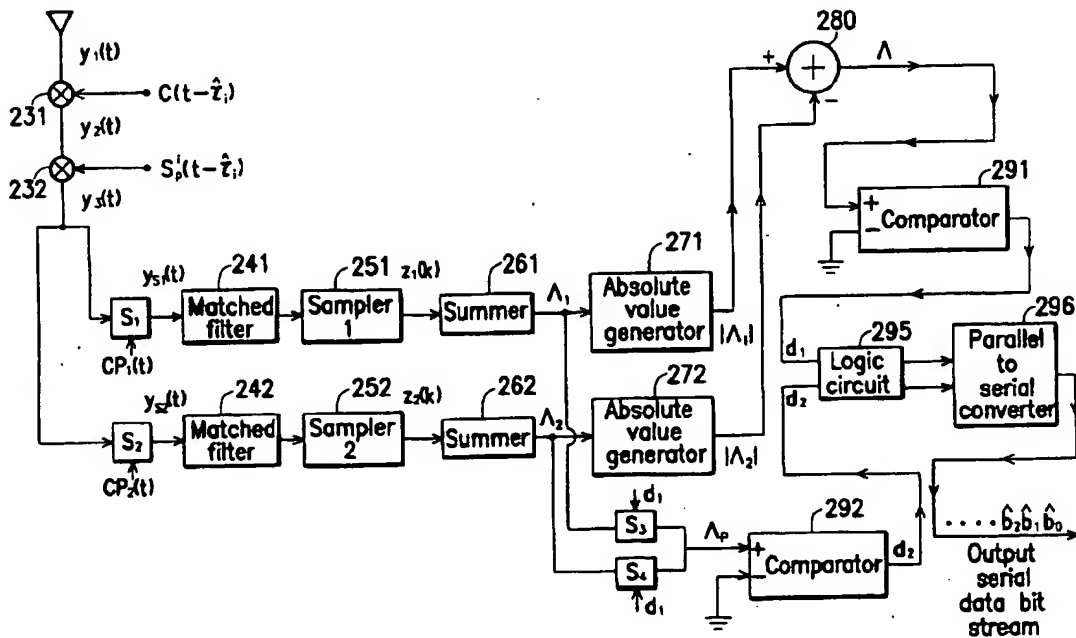 280
y₁(t)
+
+
Λ
−
231
C(t-τ̂ᵢ)
y₂(t)
232
Sₚⁱ(t-τ̂ᵢ)
y₃(t)
291
+
−
Comparator
yₛ₁(t)
241
251
z₁(k)
261
271
S₁
Matched
filter
Sampler
1
Summer
Λ₁
Absolute
value
generator
|Λ₁|
CP₁(t)
d₁
295
296
Logic
circuit
d₂
Parallel
to
serial
converter
yₛ₂(t)
242
252
z₂(k)
262
272
S₂
Matched
filter
Sampler
2
Summer
Λ₂
Absolute
value
generator
|Λ₂|
CP₂(t)
d₁
S₃
Λₚ
292
+
−
Comparator
d₂
S₄
d₁
.... b̂₂b̂₁b̂₀
Output
serial
data bit
stream